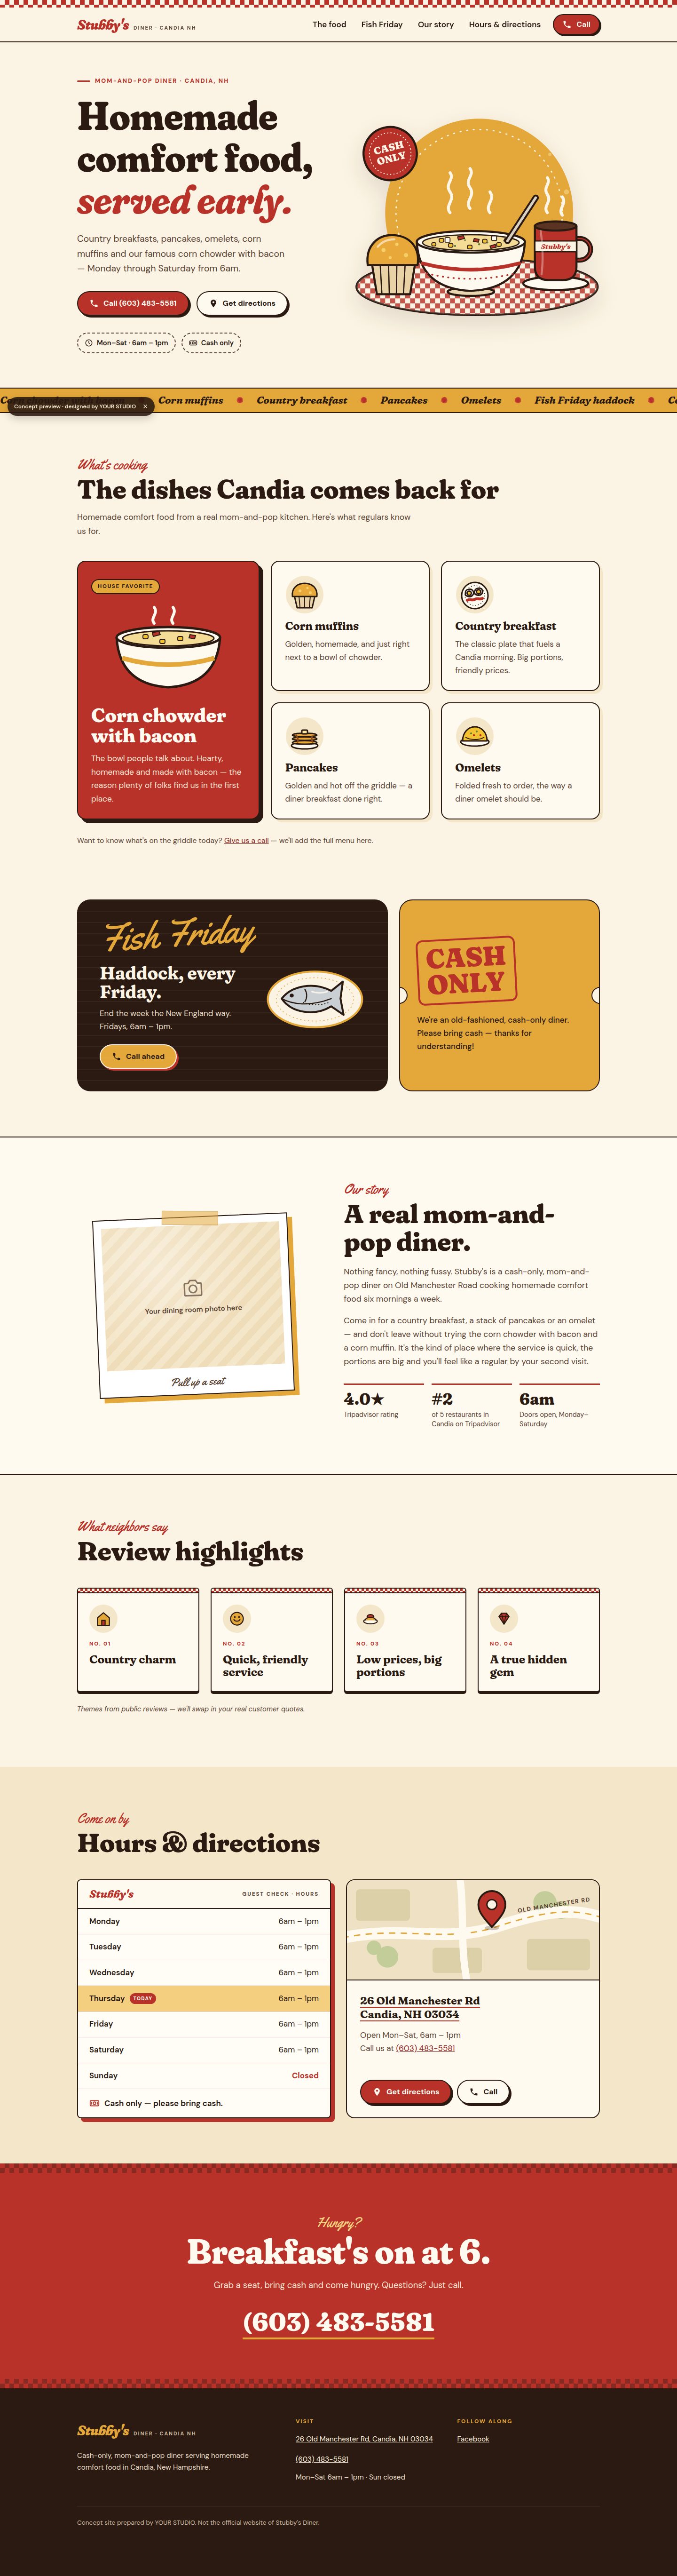 Stubby's DINER · CANDIA NH
The food
Fish Friday
Our story
Hours & directions
Call
MOM-AND-POP DINER · CANDIA, NH
Homemade
comfort food,
served early.
Country breakfasts, pancakes, omelets, corn
muffins and our famous corn chowder with bacon
— Monday through Saturday from 6am.
Call (603) 483-5581
Get directions
Mon–Sat · 6am – 1pm
Cash only
CASH
ONLY
Stubby's
Corn muffins
Country breakfast
Pancakes
Omelets
Fish Friday haddock
Concept preview · designed by YOUR STUDIO ×
What's cooking
The dishes Candia comes back for
Homemade comfort food from a real mom-and-pop kitchen. Here's what regulars know
us for.
HOUSE FAVORITE
Corn chowder
with bacon
The bowl people talk about. Hearty,
homemade and made with bacon — the
reason plenty of folks find us in the first
place.
Corn muffins
Golden, homemade, and just right
next to a bowl of chowder.
Country breakfast
The classic plate that fuels a
Candia morning. Big portions,
friendly prices.
Pancakes
Golden and hot off the griddle — a
diner breakfast done right.
Omelets
Folded fresh to order, the way a
diner omelet should be.
Want to know what's on the griddle today? Give us a call — we'll add the full menu here.
Fish Friday
Haddock, every
Friday.
End the week the New England way.
Fridays, 6am – 1pm.
Call ahead
CASH
ONLY
We're an old-fashioned, cash-only diner.
Please bring cash — thanks for
understanding!
Your dining room photo here
Pull up a seat
Our story
A real mom-and-
pop diner.
Nothing fancy, nothing fussy. Stubby's is a cash-only, mom-and-
pop diner on Old Manchester Road cooking homemade comfort
food six mornings a week.
Come in for a country breakfast, a stack of pancakes or an omelet
— and don't leave without trying the corn chowder with bacon and
a corn muffin. It's the kind of place where the service is quick, the
portions are big and you'll feel like a regular by your second visit.
4.0★
Tripadvisor rating
#2
of 5 restaurants in
Candia on Tripadvisor
6am
Doors open, Monday–
Saturday
What neighbors say
Review highlights
NO. 01
Country charm
NO. 02
Quick, friendly
service
NO. 03
Low prices, big
portions
NO. 04
A true hidden
gem
Themes from public reviews — we'll swap in your real customer quotes.
Come on by
Hours & directions
Stubby's
GUEST CHECK · HOURS
Monday 6am – 1pm
Tuesday 6am – 1pm
Wednesday 6am – 1pm
Thursday TODAY 6am – 1pm
Friday 6am – 1pm
Saturday 6am – 1pm
Sunday Closed
Cash only — please bring cash.
OLD MANCHESTER RD
26 Old Manchester Rd
Candia, NH 03034
Open Mon–Sat, 6am – 1pm
Call us at (603) 483-5581
Get directions
Call
Hungry?
Breakfast's on at 6.
Grab a seat, bring cash and come hungry. Questions? Just call.
(603) 483-5581
Stubby's DINER · CANDIA NH
Cash-only, mom-and-pop diner serving homemade
comfort food in Candia, New Hampshire.
VISIT
26 Old Manchester Rd, Candia, NH 03034
(603) 483-5581
Mon–Sat 6am – 1pm · Sun closed
FOLLOW ALONG
Facebook
Concept site prepared by YOUR STUDIO. Not the official website of Stubby's Diner.